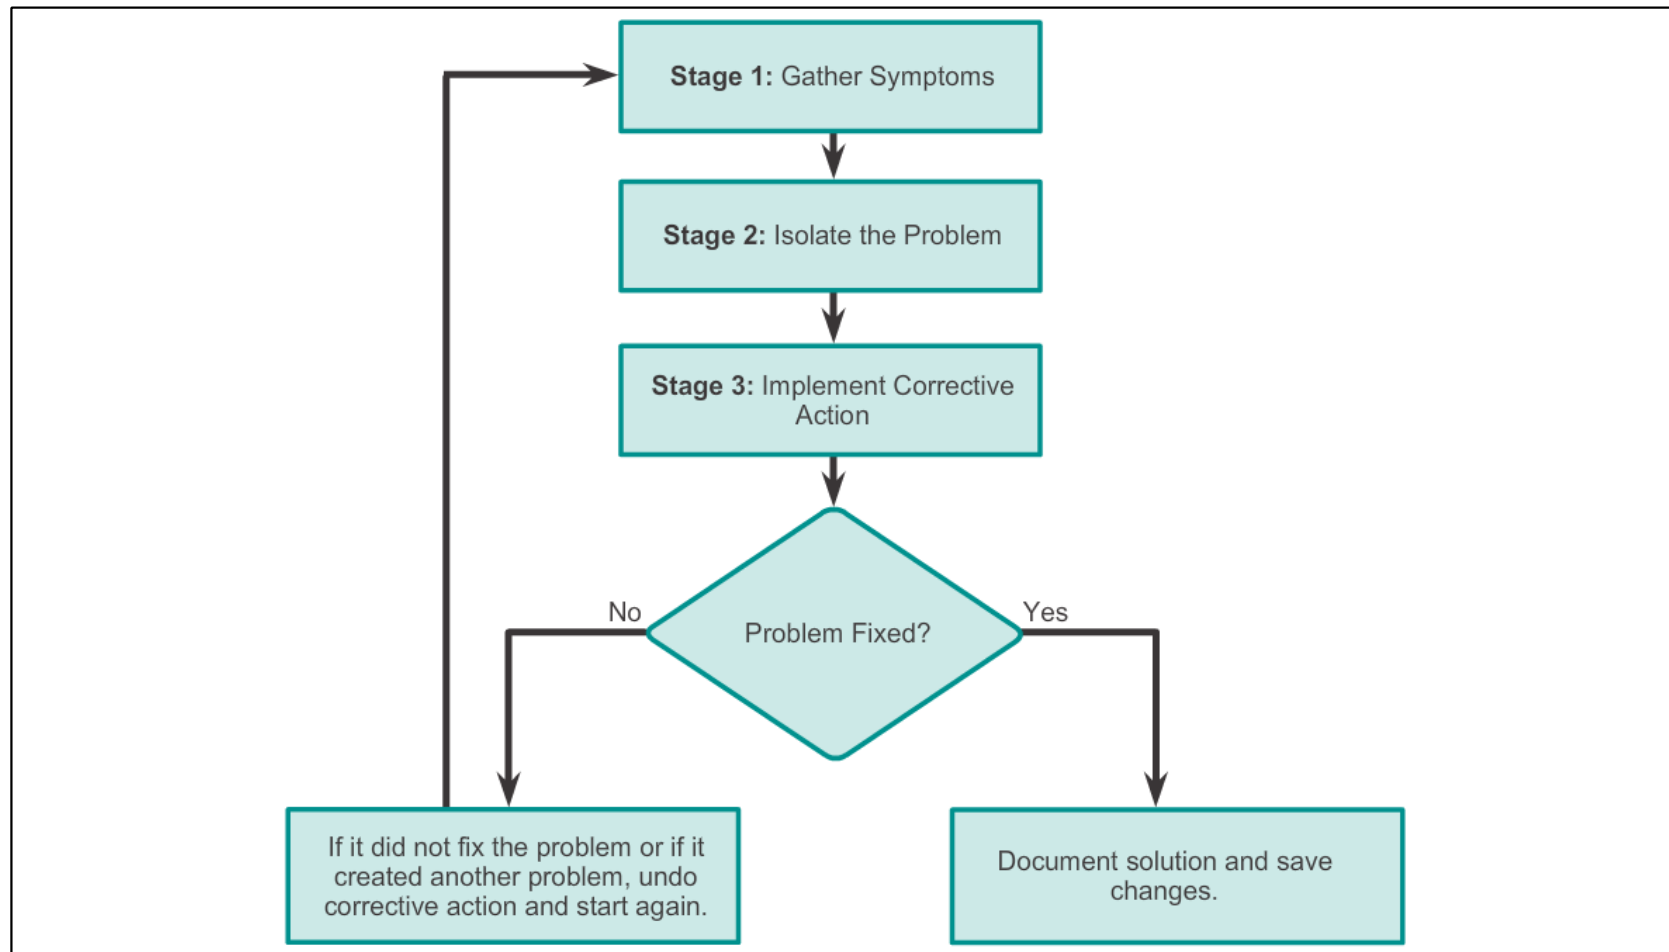 Stage 1: Gather Symptoms
Stage 2: Isolate the Problem
Stage 3: Implement Corrective
Action
No
Yes
Problem Fixed?
If it did not fix the problem or if it
created another problem, undo
corrective action and start again.
Document solution and save
changes.